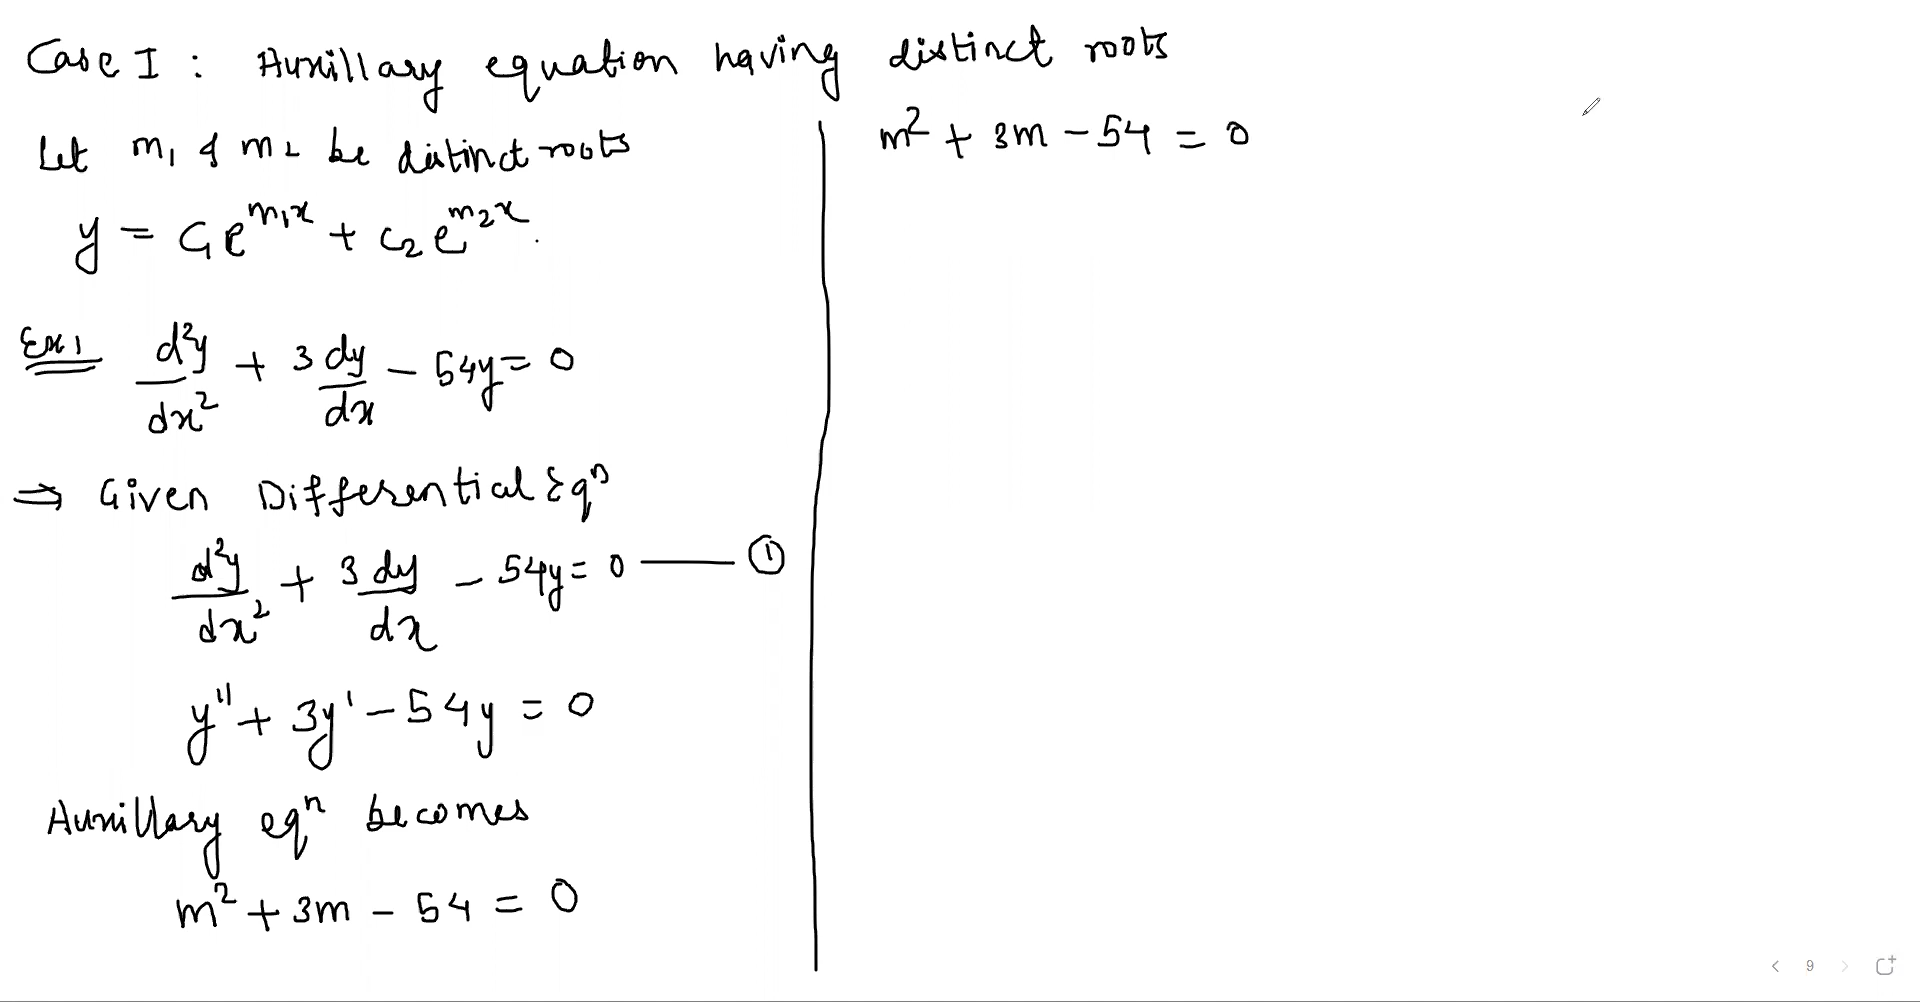 Case I : Auxillary equation having distinct roots
Let m₁ & m₂ be distinct roots
y = C₁e^{m₁x} + c₂e^{m₂x}.
Ex 1 d²y/dx² + 3 dy/dx - 54y = 0
⇒ Given Differential Eqⁿ
d²y/dx² + 3 dy/dx - 54y = 0 —— ①
y'' + 3y' - 54y = 0
Auxillary eqⁿ becomes
m² + 3m - 54 = 0
m² + 3m - 54 = 0
9